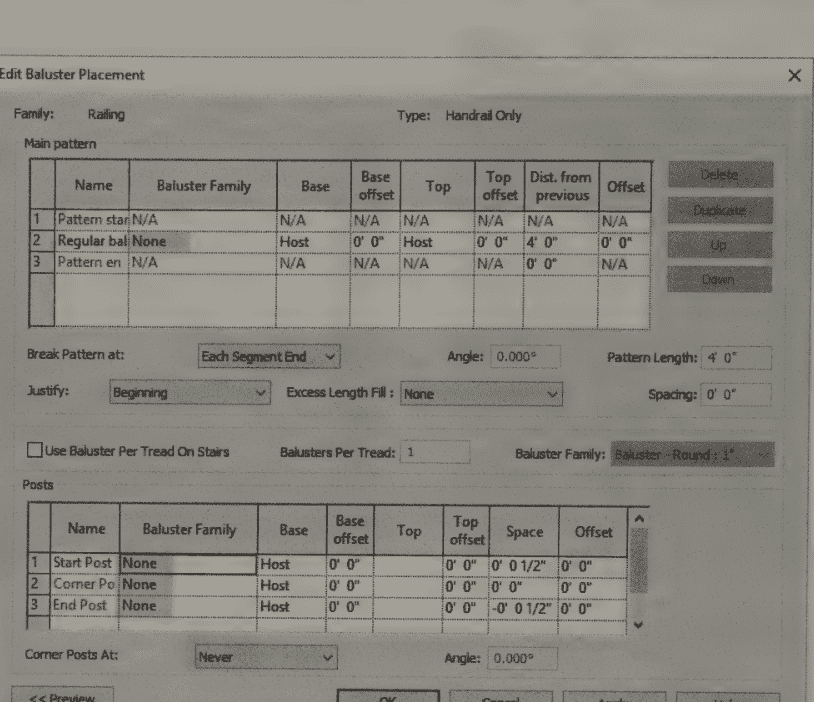 Edit Baluster Placement
Family: Railing Type: Handrail Only
Main pattern
Name Baluster Family Base Base offset Top Top offset Dist. from previous Offset
1 Pattern star N/A N/A N/A N/A N/A N/A N/A
2 Regular bal None Host 0' 0" Host 0' 0" 4' 0" 0' 0"
3 Pattern en N/A N/A N/A N/A N/A 0' 0" N/A
Delete
Duplicate
Up
Down
Break Pattern at: Each Segment End Angle: 0.000° Pattern Length: 4' 0"
Justify: Beginning Excess Length Fill : None Spacing: 0' 0"
Use Baluster Per Tread On Stairs Balusters Per Tread: 1 Baluster Family: Baluster - Round : 1"
Posts
Name Baluster Family Base Base offset Top Top offset Space Offset
1 Start Post None Host 0' 0" 0' 0" 0' 0 1/2" 0' 0"
2 Corner Po None Host 0' 0" 0' 0" 0' 0" 0' 0"
3 End Post None Host 0' 0" 0' 0" -0' 0 1/2" 0' 0"
Corner Posts At: Never Angle: 0.000°
<< Preview OK Cancel